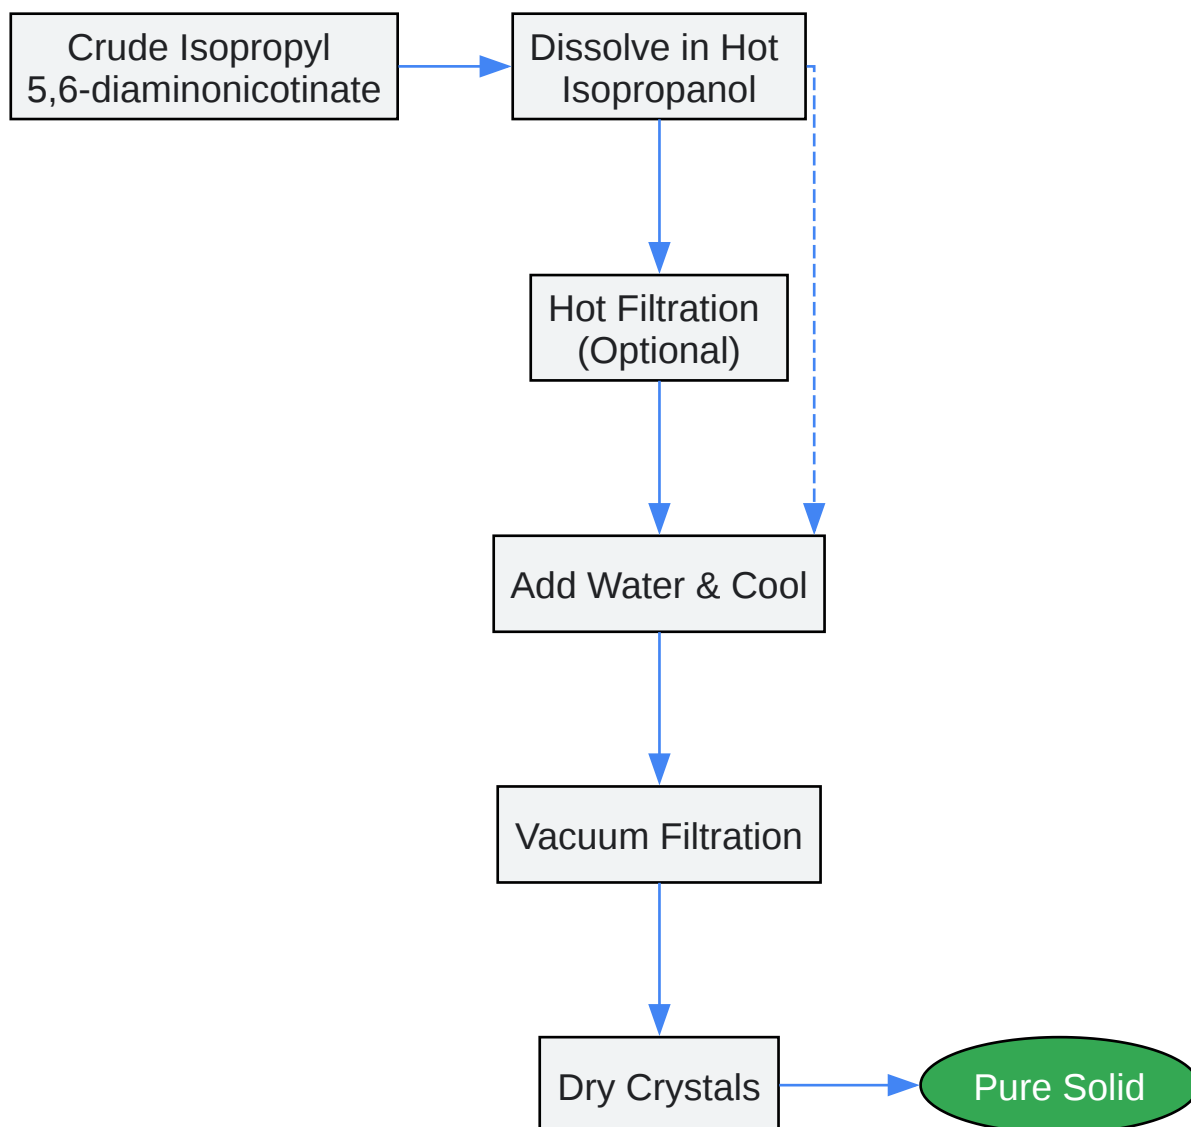 Crude Isopropyl
5,6-diaminonicotinate
Dissolve in Hot
Isopropanol
Hot Filtration
(Optional)
Add Water & Cool
Vacuum Filtration
Dry Crystals
Pure Solid